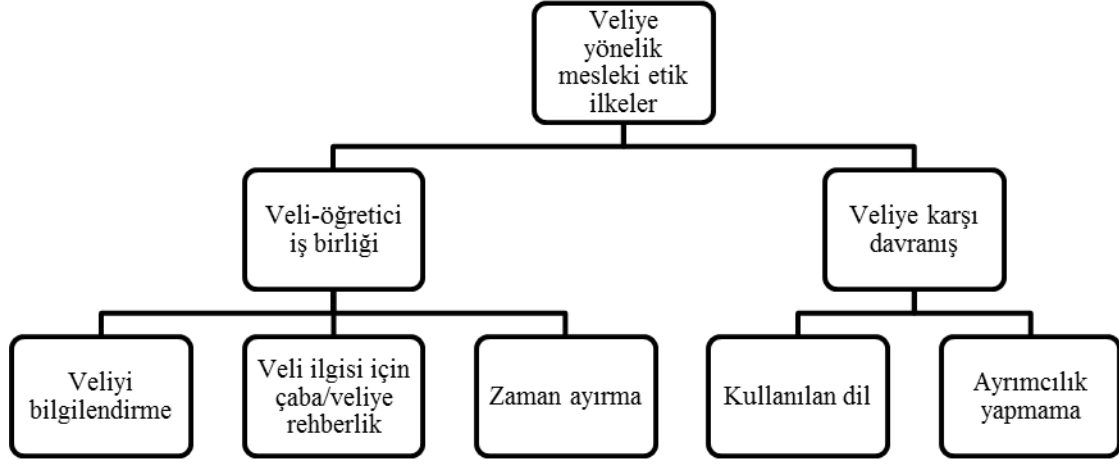 Veliye
yönelik
mesleki etik
ilkeler
Veli-öğretici
iş birliği
Veliye karşı
davranış
Veliyi
bilgilendirme
Veli ilgisi için
çaba/veliye
rehberlik
Zaman ayırma
Kullanılan dil
Ayrımcılık
yapmama